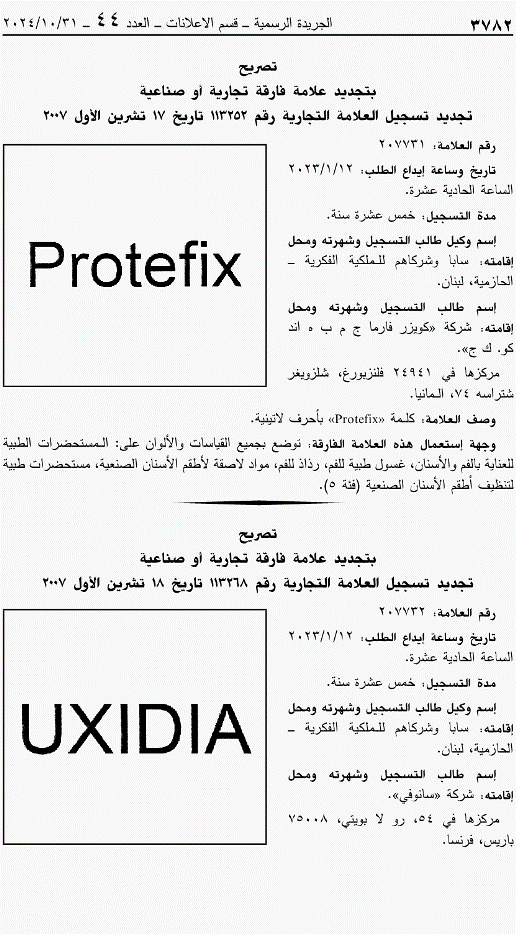 ٣٧٨٢
الجريدة الرسمية ــ قسم الاعلانات ــ العدد ٤٤ ــ ٢٠٢٤/١٠/٣١
تصريح
بتجديد علامة فارقة تجارية أو صناعية
تجديد تسجيل العلامة التجارية رقم ١١٣٢٥٢ تاريخ ١٧ تشرين الأول ٢٠٠٧
رقم العلامة: ٢٠٧٧٣١
تاريخ وساعة إيداع الطلب: ٢٠٢٣/١/١٢
الساعة الحادية عشرة.
مدة التسجيل: خمس عشرة سنة.
إسم وكيل طالب التسجيل وشهرته ومحل
إقامته: سابا وشركاهم للملكية الفكرية ــ
الحازمية، لبنان.
إسم طالب التسجيل وشهرته ومحل
إقامته: شركة «كويزر فارما ج م ب ه اند
كو. ك ج».
مركزها في ٢٤٩٤١ فلنزبورغ، شلزويغر
شتراسه ٧٤، المانيا.
Protefix
وصف العلامة: كلمة «Protefix» بأحرف لاتينية.
وجهة إستعمال هذه العلامة الفارقة: توضع بجميع القياسات والألوان على: المستحضرات الطبية
للعناية بالفم والأسنان، غسول طبية للفم، رذاذ للفم، مواد لاصقة لأطقم الأسنان الصنعية، مستحضرات طبية
لتنظيف أطقم الأسنان الصنعية (فئة ٥).
تصريح
بتجديد علامة فارقة تجارية أو صناعية
تجديد تسجيل العلامة التجارية رقم ١١٣٢٦٨ تاريخ ١٨ تشرين الأول ٢٠٠٧
رقم العلامة: ٢٠٧٧٣٢
تاريخ وساعة إيداع الطلب: ٢٠٢٣/١/١٢
الساعة الحادية عشرة.
مدة التسجيل: خمس عشرة سنة.
إسم وكيل طالب التسجيل وشهرته ومحل
إقامته: سابا وشركاهم للملكية الفكرية ــ
الحازمية، لبنان.
إسم طالب التسجيل وشهرته ومحل
إقامته: شركة «سانوفي».
مركزها في ٥٤، رو لا بويتي، ٧٥٠٠٨
باريس، فرنسا.
UXIDIA